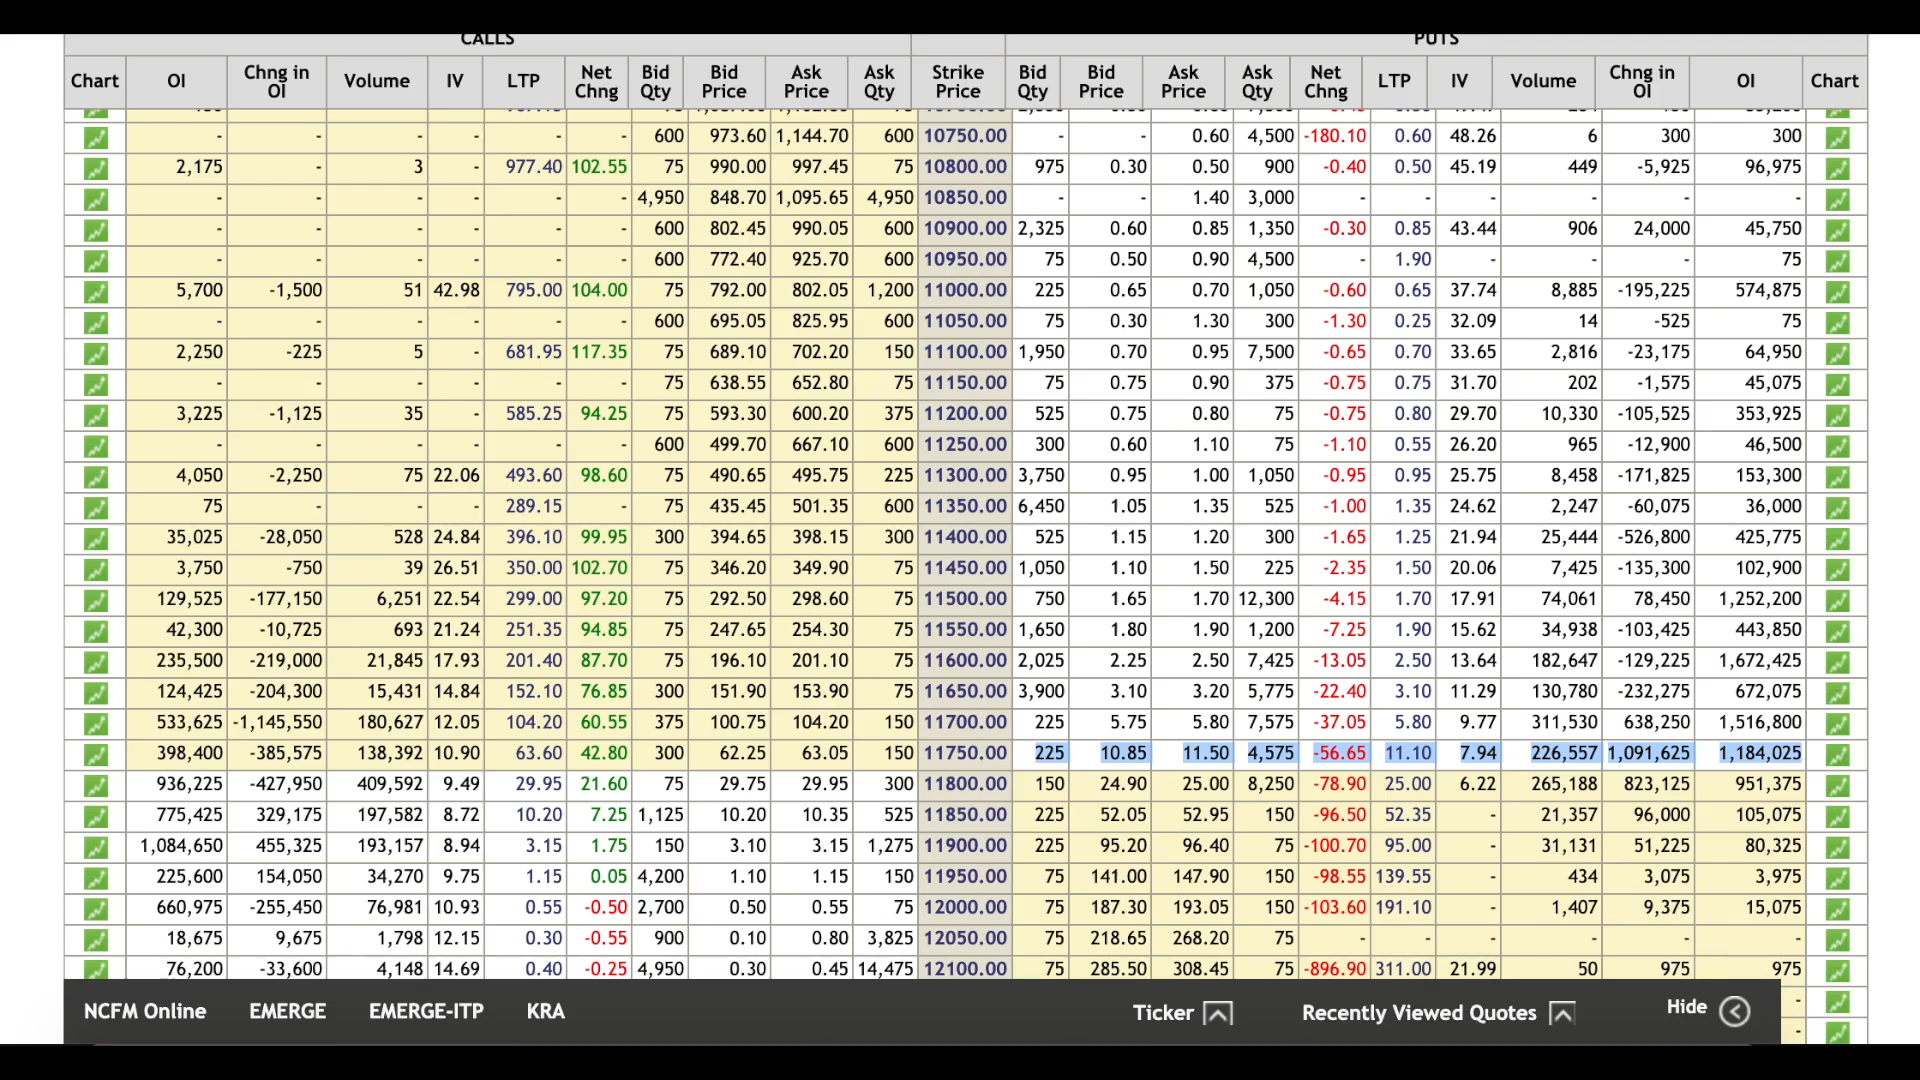 CALLS PUTS
Chart OI Chng in OI Volume IV LTP Net Chng Bid Qty Bid Price Ask Price Ask Qty Strike Price Bid Qty Bid Price Ask Price Ask Qty Net Chng LTP IV Volume Chng in OI OI Chart
- - - - - - 600 973.60 1,144.70 600 10750.00 - - 0.60 4,500 -180.10 0.60 48.26 6 300 300
2,175 - 3 - 977.40 102.55 75 990.00 997.45 75 10800.00 975 0.30 0.50 900 -0.40 0.50 45.19 449 -5,925 96,975
- - - - - - 4,950 848.70 1,095.65 4,950 10850.00 - - 1.40 3,000 - - - - - -
- - - - - - 600 802.45 990.05 600 10900.00 2,325 0.60 0.85 1,350 -0.30 0.85 43.44 906 24,000 45,750
- - - - - - 600 772.40 925.70 600 10950.00 75 0.50 0.90 4,500 - 1.90 - - - 75
5,700 -1,500 51 42.98 795.00 104.00 75 792.00 802.05 1,200 11000.00 225 0.65 0.70 1,050 -0.60 0.65 37.74 8,885 -195,225 574,875
- - - - - - 600 695.05 825.95 600 11050.00 75 0.30 1.30 300 -1.30 0.25 32.09 14 -525 75
2,250 -225 5 - 681.95 117.35 75 689.10 702.20 150 11100.00 1,950 0.70 0.95 7,500 -0.65 0.70 33.65 2,816 -23,175 64,950
- - - - - - 75 638.55 652.80 75 11150.00 75 0.75 0.90 375 -0.75 0.75 31.70 202 -1,575 45,075
3,225 -1,125 35 - 585.25 94.25 75 593.30 600.20 375 11200.00 525 0.75 0.80 75 -0.75 0.80 29.70 10,330 -105,525 353,925
- - - - - - 600 499.70 667.10 600 11250.00 300 0.60 1.10 75 -1.10 0.55 26.20 965 -12,900 46,500
4,050 -2,250 75 22.06 493.60 98.60 75 490.65 495.75 225 11300.00 3,750 0.95 1.00 1,050 -0.95 0.95 25.75 8,458 -171,825 153,300
75 - - - 289.15 - 75 435.45 501.35 600 11350.00 6,450 1.05 1.35 525 -1.00 1.35 24.62 2,247 -60,075 36,000
35,025 -28,050 528 24.84 396.10 99.95 300 394.65 398.15 300 11400.00 525 1.15 1.20 300 -1.65 1.25 21.94 25,444 -526,800 425,775
3,750 -750 39 26.51 350.00 102.70 75 346.20 349.90 75 11450.00 1,050 1.10 1.50 225 -2.35 1.50 20.06 7,425 -135,300 102,900
129,525 -177,150 6,251 22.54 299.00 97.20 75 292.50 298.60 75 11500.00 750 1.65 1.70 12,300 -4.15 1.70 17.91 74,061 78,450 1,252,200
42,300 -10,725 693 21.24 251.35 94.85 75 247.65 254.30 75 11550.00 1,650 1.80 1.90 1,200 -7.25 1.90 15.62 34,938 -103,425 443,850
235,500 -219,000 21,845 17.93 201.40 87.70 75 196.10 201.10 75 11600.00 2,025 2.25 2.50 7,425 -13.05 2.50 13.64 182,647 -129,225 1,672,425
124,425 -204,300 15,431 14.84 152.10 76.85 300 151.90 153.90 75 11650.00 3,900 3.10 3.20 5,775 -22.40 3.10 11.29 130,780 -232,275 672,075
533,625 -1,145,550 180,627 12.05 104.20 60.55 375 100.75 104.20 150 11700.00 225 5.75 5.80 7,575 -37.05 5.80 9.77 311,530 638,250 1,516,800
398,400 -385,575 138,392 10.90 63.60 42.80 300 62.25 63.05 150 11750.00 225 10.85 11.50 4,575 -56.65 11.10 7.94 226,557 1,091,625 1,184,025
936,225 -427,950 409,592 9.49 29.95 21.60 75 29.75 29.95 300 11800.00 150 24.90 25.00 8,250 -78.90 25.00 6.22 265,188 823,125 951,375
775,425 329,175 197,582 8.72 10.20 7.25 1,125 10.20 10.35 525 11850.00 225 52.05 52.95 150 -96.50 52.35 - 21,357 96,000 105,075
1,084,650 455,325 193,157 8.94 3.15 1.75 150 3.10 3.15 1,275 11900.00 225 95.20 96.40 75 -100.70 95.00 - 31,131 51,225 80,325
225,600 154,050 34,270 9.75 1.15 0.05 4,200 1.10 1.15 150 11950.00 75 141.00 147.90 150 -98.55 139.55 - 434 3,075 3,975
660,975 -255,450 76,981 10.93 0.55 -0.50 2,700 0.50 0.55 75 12000.00 75 187.30 193.05 150 -103.60 191.10 - 1,407 9,375 15,075
18,675 9,675 1,798 12.15 0.30 -0.55 900 0.10 0.80 3,825 12050.00 75 218.65 268.20 75 - - - - - -
76,200 -33,600 4,148 14.69 0.40 -0.25 4,950 0.30 0.45 14,475 12100.00 75 285.50 308.45 75 -896.90 311.00 21.99 50 975 975
-
-
NCFM Online EMERGE EMERGE-ITP KRA Ticker Recently Viewed Quotes Hide